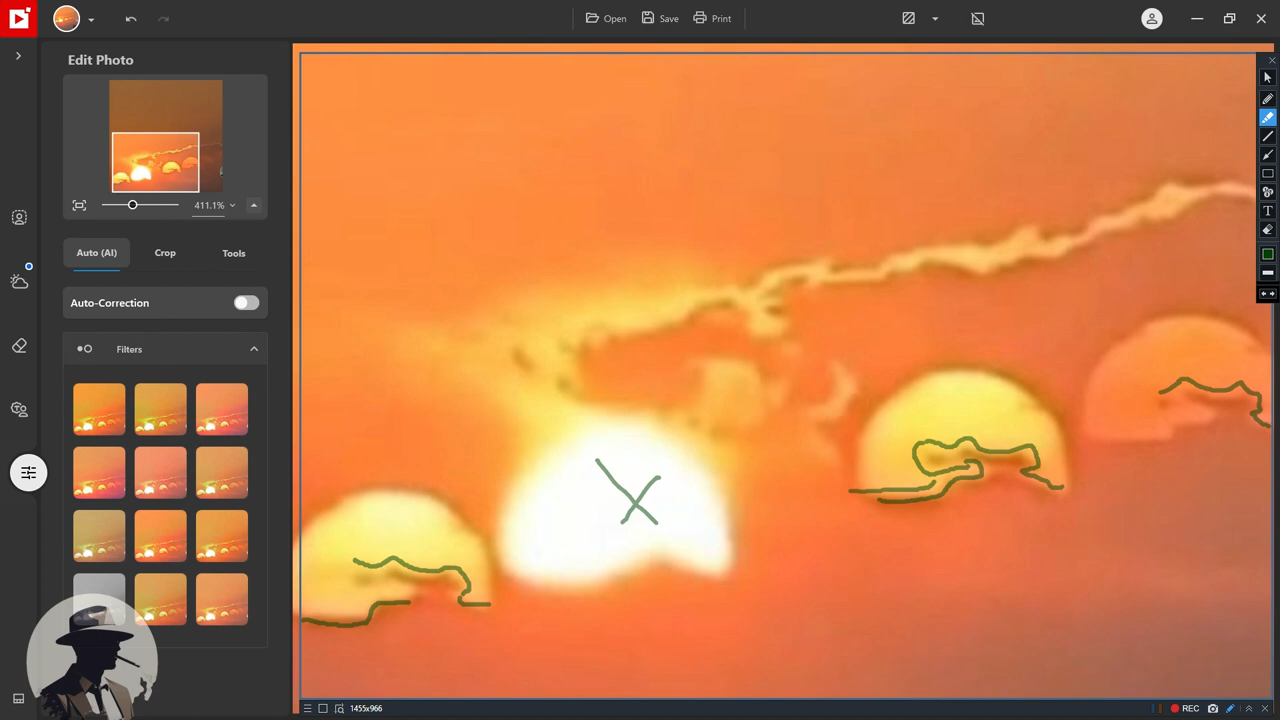 Open
Save
Print
Edit Photo
411.1%
Auto (AI)
Crop
Tools
Auto-Correction
Filters
T
1455x966
REC